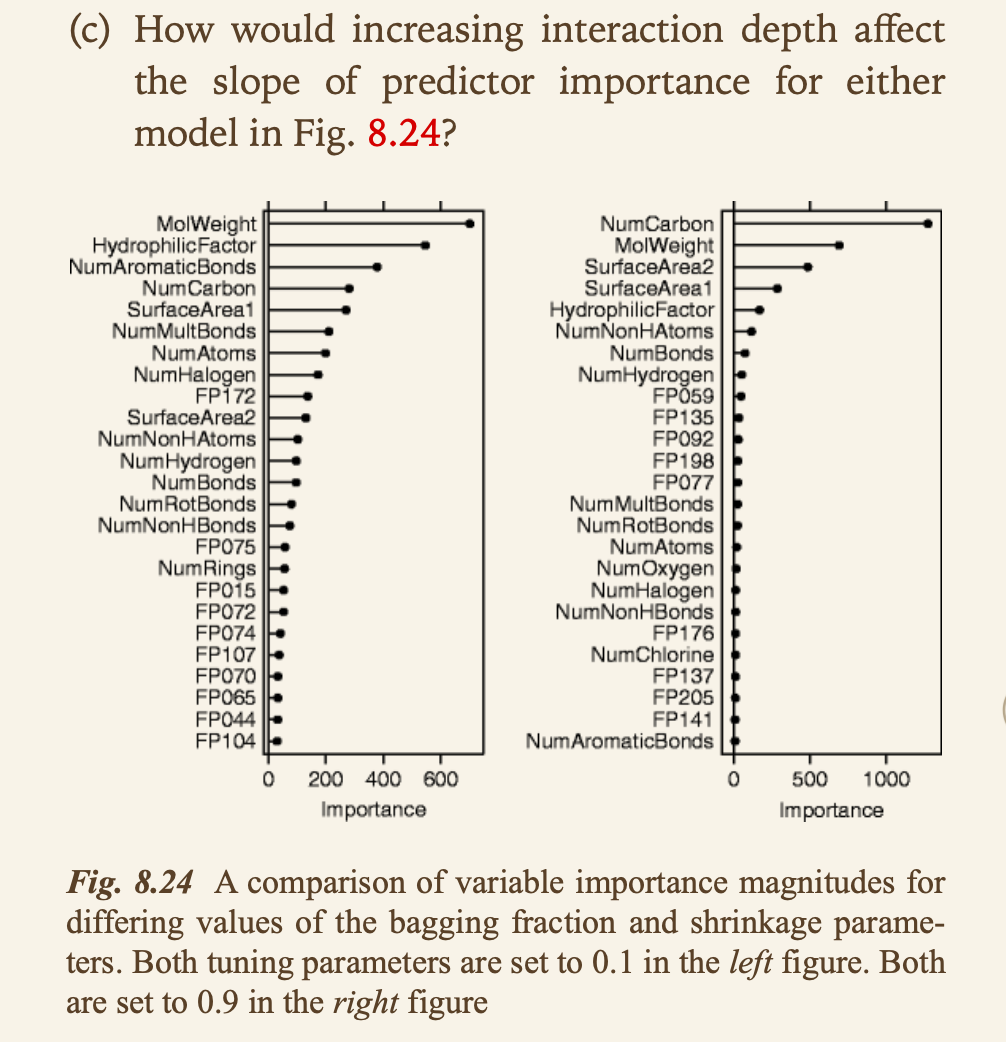 (c) How would increasing interaction depth affect
the slope of predictor importance for either
model in Fig. 8.24?
MolWeight
HydrophilicFactor
NumAromaticBonds
NumCarbon
SurfaceArea1
NumMultBonds
NumAtoms
NumHalogen
FP172
SurfaceArea2
NumNonHAtoms
NumHydrogen
NumBonds
NumRotBonds
NumNonHBonds
FP075
NumRings
FP015
FP072
FP074
FP107
FP070
FP065
FP044
FP104
0 200 400 600
Importance
NumCarbon
MolWeight
SurfaceArea2
SurfaceArea1
HydrophilicFactor
NumNonHAtoms
NumBonds
NumHydrogen
FP059
FP135
FP092
FP198
FP077
NumMultBonds
NumRotBonds
NumAtoms
NumOxygen
NumHalogen
NumNonHBonds
FP176
NumChlorine
FP137
FP205
FP141
NumAromaticBonds
0 500 1000
Importance
Fig. 8.24 A comparison of variable importance magnitudes for
differing values of the bagging fraction and shrinkage parame-
ters. Both tuning parameters are set to 0.1 in the left figure. Both
are set to 0.9 in the right figure